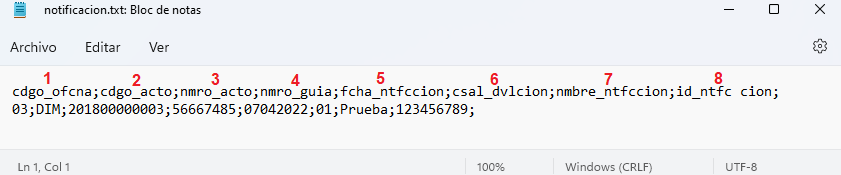 notificacion.txt: Bloc de notas
Archivo Editar Ver
1 2 3 4 5 6 7 8
cdgo_ofcna;cdgo_acto;nmro_acto;nmro_guia;fcha_ntfccion;csal_dvlcion;nmbre_ntfccion;id_ntfc cion;
03;DIM;201800000003;56667485;07042022;01;Prueba;123456789;
Ln 1, Col 1 100% Windows (CRLF) UTF-8